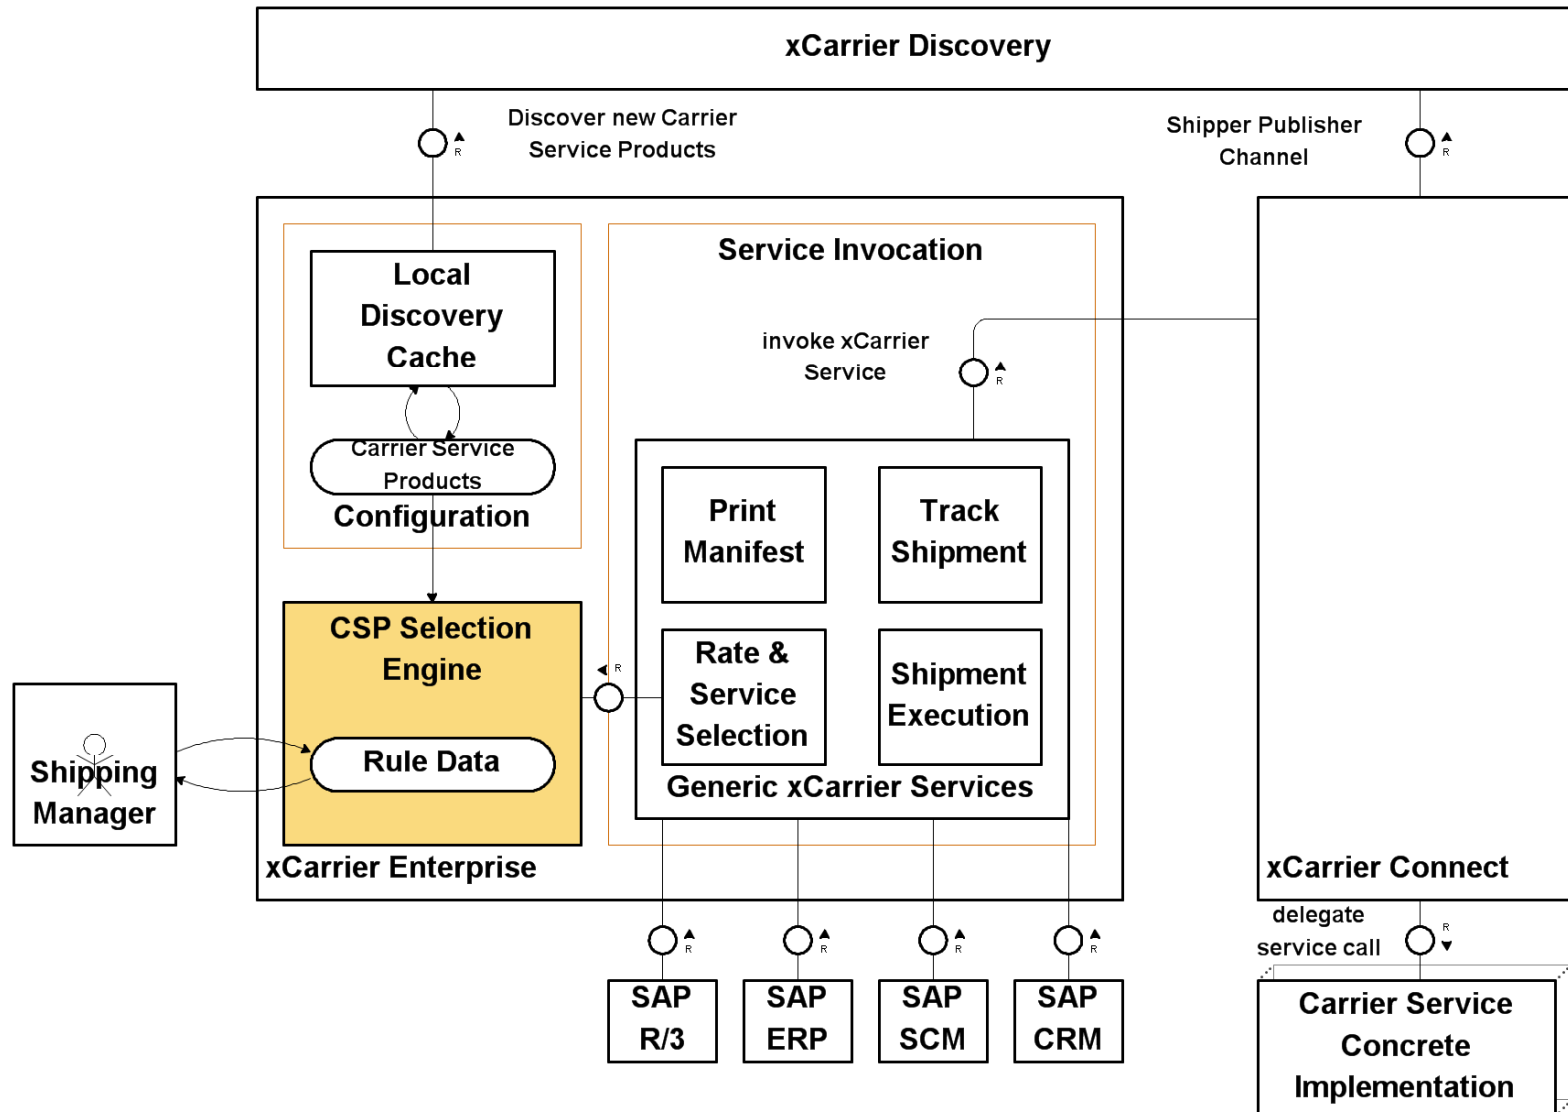 xCarrier Discovery
Discover new Carrier
Service Products
R
Shipper Publisher
Channel
R
Service Invocation
Local
Discovery
Cache
invoke xCarrier
Service
R
Carrier Service
Products
Configuration
Print
Manifest
Track
Shipment
CSP Selection
Engine
R
Rate &
Service
Selection
Shipment
Execution
Shipping
Manager
Rule Data
Generic xCarrier Services
xCarrier Enterprise
xCarrier Connect
delegate
service call
R
R
R
R
R
SAP
R/3
SAP
ERP
SAP
SCM
SAP
CRM
Carrier Service
Concrete
Implementation